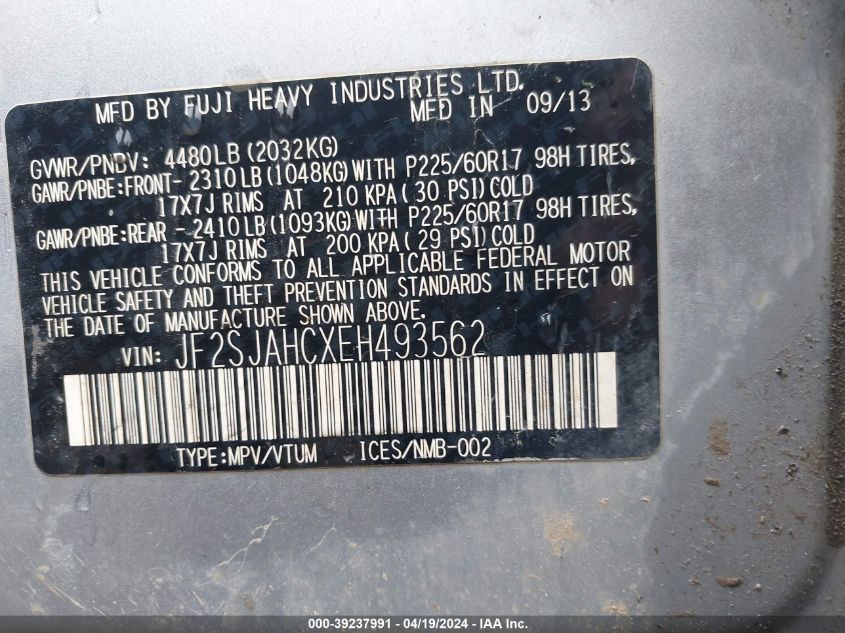 MFD BY FUJI HEAVY INDUSTRIES LTD.
MFD IN 09/13
GVWR/PNBV: 4480LB (2032KG)
GAWR/PNBE:FRONT- 2310LB (1048KG) WITH P225/60R17 98H TIRES,
17X7J RIMS AT 210 KPA( 30 PSI) COLD
GAWR/PNBE:REAR - 2410LB (1093KG) WITH P225/60R17 98H TIRES,
17X7J RIMS AT 200 KPA( 29 PSI) COLD
THIS VEHICLE CONFORMS TO ALL APPLICABLE FEDERAL MOTOR
VEHICLE SAFETY AND THEFT PREVENTION STANDARDS IN EFFECT ON
THE DATE OF MANUFACTURE SHOWN ABOVE.
VIN: JF2SJAHCXEH493562
TYPE:MPV/VTUM ICES/NMB-002
000-39237991 - 04/19/2024 - IAA Inc.